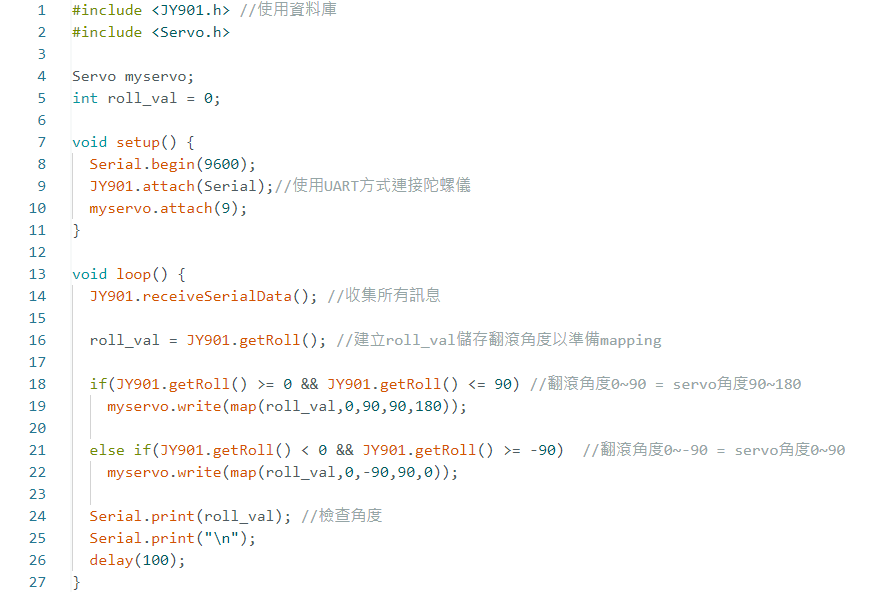 1 #include <JY901.h> //使用資料庫
2 #include <Servo.h>
3
4 Servo myservo;
5 int roll_val = 0;
6
7 void setup() {
8   Serial.begin(9600);
9   JY901.attach(Serial);//使用UART方式連接陀螺儀
10   myservo.attach(9);
11 }
12
13 void loop() {
14   JY901.receiveSerialData(); //收集所有訊息
15
16   roll_val = JY901.getRoll(); //建立roll_val儲存翻滾角度以準備mapping
17
18   if(JY901.getRoll() >= 0 && JY901.getRoll() <= 90) //翻滾角度0~90 = servo角度90~180
19     myservo.write(map(roll_val,0,90,90,180));
20
21   else if(JY901.getRoll() < 0 && JY901.getRoll() >= -90)  //翻滾角度0~-90 = servo角度0~90
22     myservo.write(map(roll_val,0,-90,90,0));
23
24   Serial.print(roll_val); //檢查角度
25   Serial.print("\n");
26   delay(100);
27 }